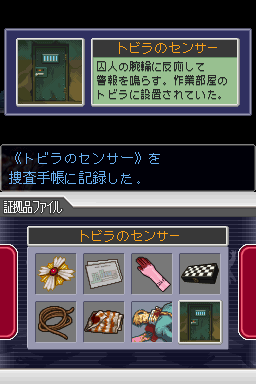 トビラのセンサー
囚人の腕輪に反応して
警報を鳴らす。作業部屋の
トビラに設置されていた。
《トビラのセンサー》を
捜査手帳に記録した。
証拠品ファイル
トビラのセンサー